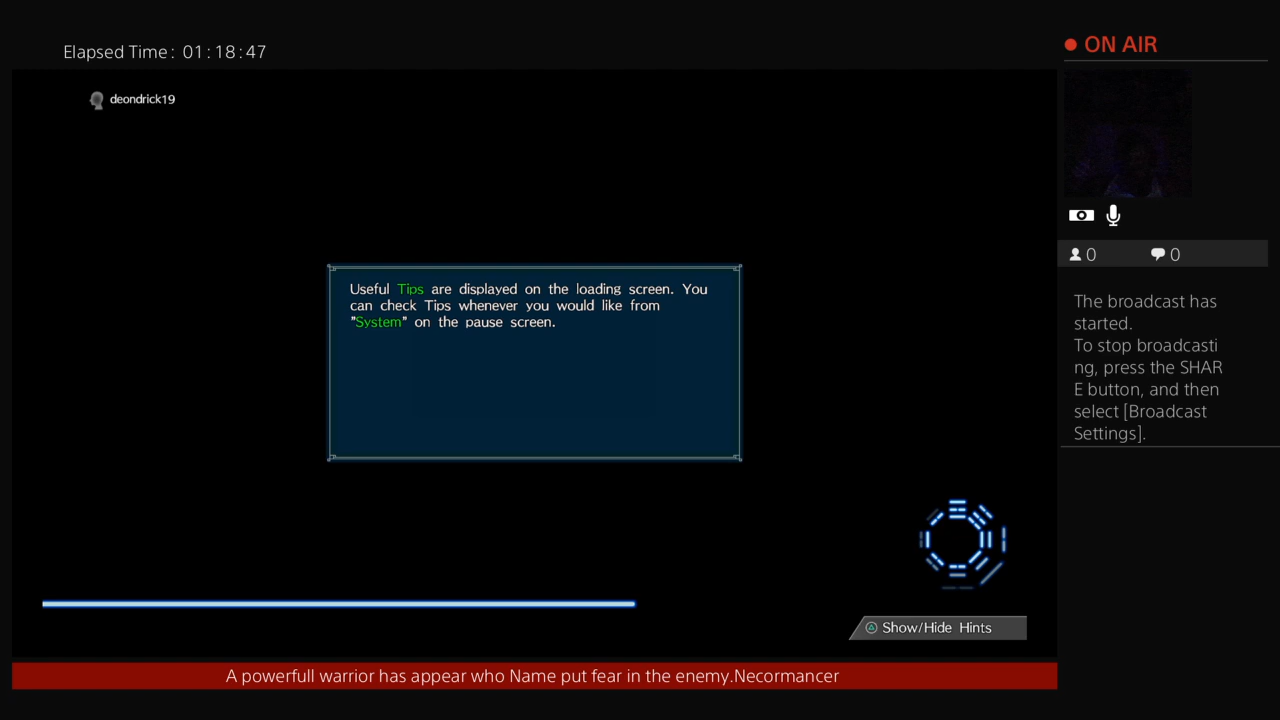 Elapsed Time: 01:18:47
ON AIR
deondrick19
0
0
Useful Tips are displayed on the loading screen. You
can check Tips whenever you would like from
"System" on the pause screen.
The broadcast has
started.
To stop broadcasti
ng, press the SHAR
E button, and then
select [Broadcast
Settings].
Show/Hide Hints
A powerfull warrior has appear who Name put fear in the enemy.Necormancer